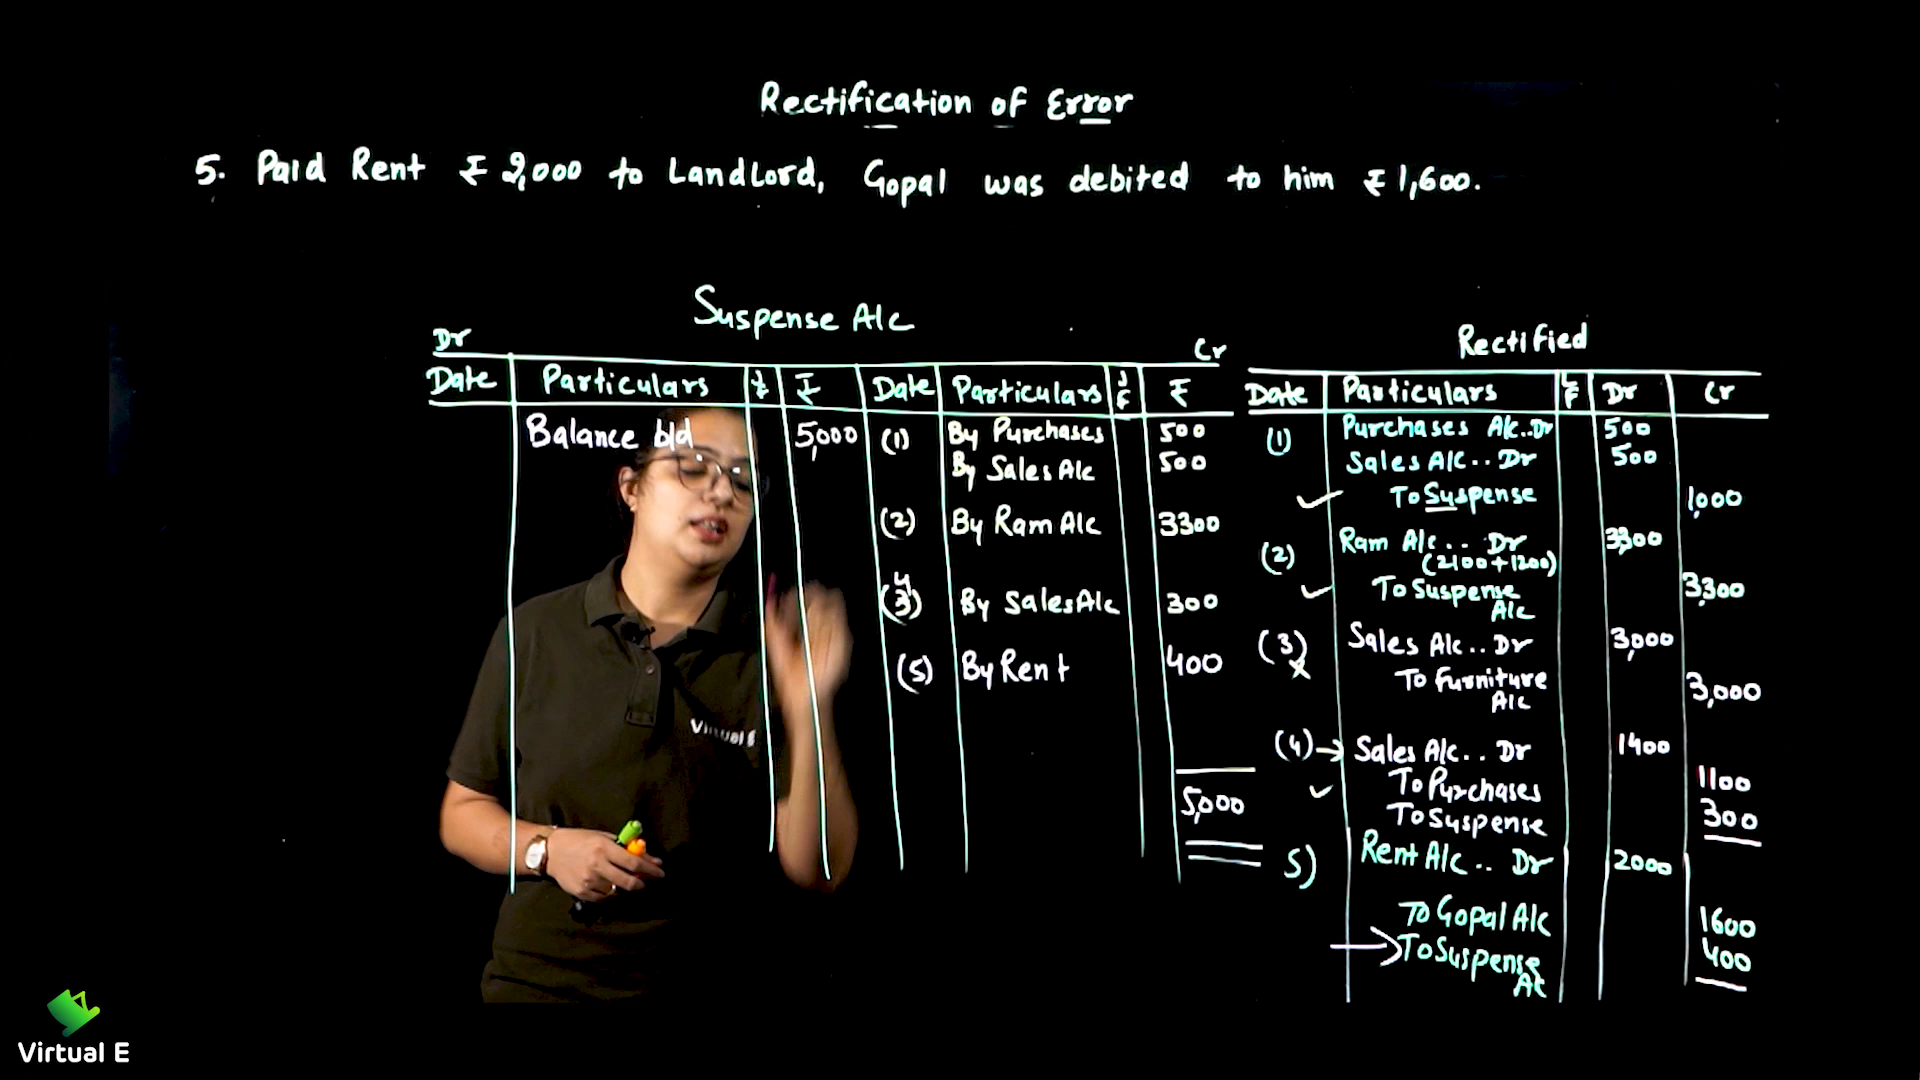 Rectification of Error
5. Paid Rent ₹ 2,000 to Landlord, Gopal was debited to him ₹ 1,600.
Suspense A/c
Dr Cr
Date Particulars J.F ₹ Date Particulars J.F ₹
Balance b/d 5,000 (1) By Purchases 500
By Sales A/c 500
(2) By Ram A/c 3300
4
(3) By Sales A/c 300
(5) By Rent 400
5,000
Rectified
Date Particulars L.F Dr Cr
(1) Purchases A/c..Dr 500
Sales A/c.. Dr 500
To Suspense 1,000
(2) Ram A/c.. Dr 3,300
(2100+1200)
To Suspense 3,300
A/c
(3) Sales A/c.. Dr 3,000
To Furniture 3,000
A/c
(4) Sales A/c.. Dr 1400
To Purchases 1100
To Suspense 300
5) Rent A/c.. Dr 2000
To Gopal A/c 1600
To Suspense 400
A/c
Virtual E
Virtual E